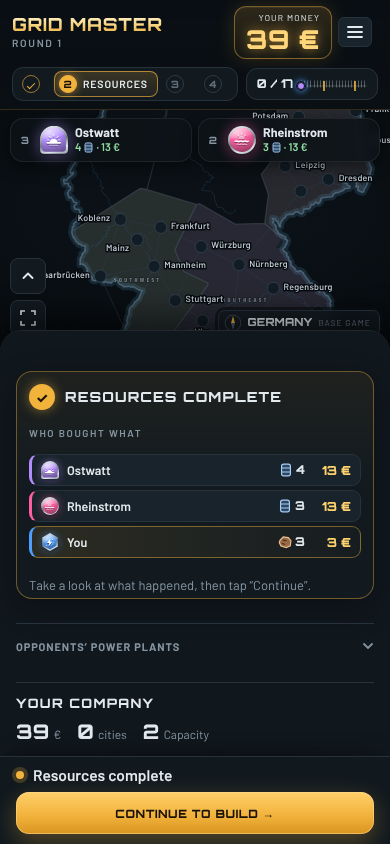 GRID MASTER
ROUND 1
YOUR MONEY
39 €
2 RESOURCES 3 4
0 / 17
Potsdam
3 Ostwatt
4 · 13 €
2 Rheinstrom
3 · 13 €
Leipzig
Dresden
Koblenz
Frankfurt
Mainz
Würzburg
Mannheim
Nürnberg
aarbrücken
SOUTHWEST
Regensburg
Stuttgart
SOUTHEAST
GERMANY BASE GAME
RESOURCES COMPLETE
WHO BOUGHT WHAT
Ostwatt 4 13 €
Rheinstrom 3 13 €
You 3 3 €
Take a look at what happened, then tap “Continue”.
OPPONENTS’ POWER PLANTS
YOUR COMPANY
39 € 0 cities 2 Capacity
Resources complete
CONTINUE TO BUILD →